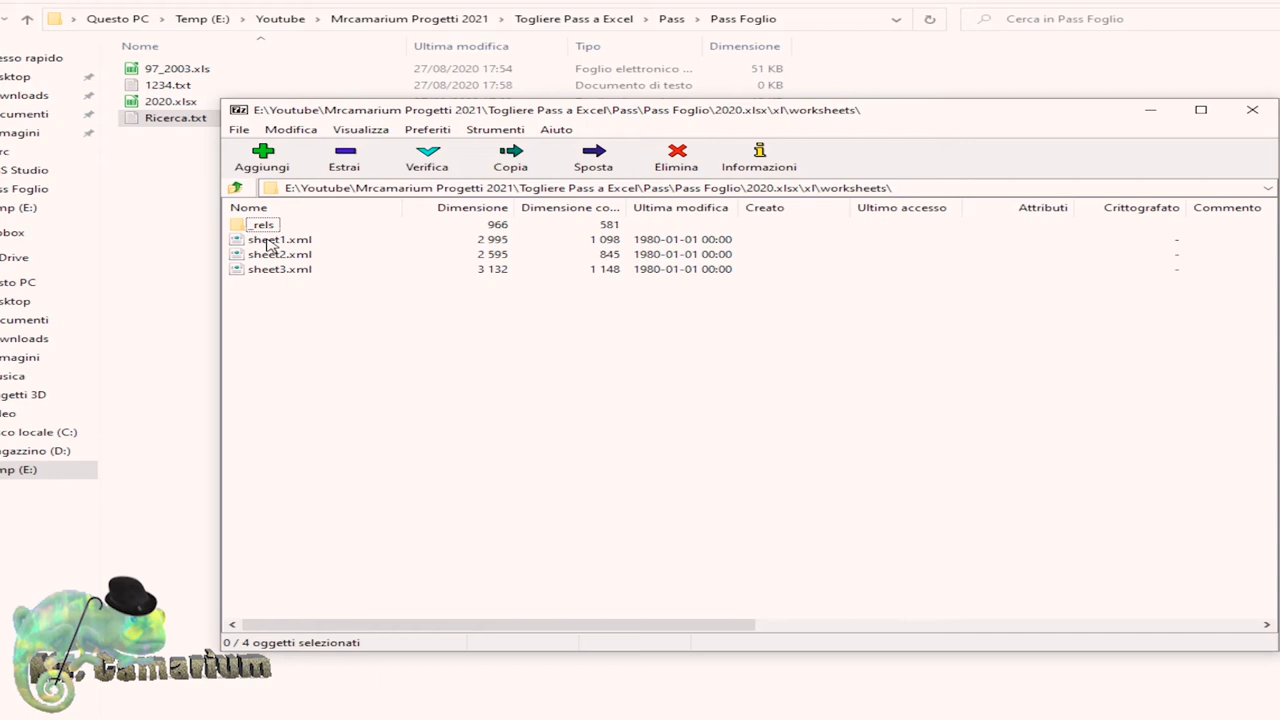 Questo PC > Temp (E:) > Youtube > Mrcamarium Progetti 2021 > Togliere Pass a Excel > Pass > Pass Foglio
Cerca in Pass Foglio
Nome Ultima modifica Tipo Dimensione
97_2003.xls 27/08/2020 17:54 Foglio elettronico ... 51 KB
1234.txt 27/08/2020 17:58 Documento di testo 0 KB
2020.xlsx
Ricerca.txt
esso rapido
sktop
wnloads
cumenti
magini
rc
S Studio
ss Foglio
mp (E:)
pbox
Drive
sto PC
sktop
cumenti
wnloads
magini
usica
getti 3D
leo
co locale (C:)
agazzino (D:)
mp (E:)
E:\Youtube\Mrcamarium Progetti 2021\Togliere Pass a Excel\Pass\Pass Foglio\2020.xlsx\xl\worksheets\
File Modifica Visualizza Preferiti Strumenti Aiuto
Aggiungi Estrai Verifica Copia Sposta Elimina Informazioni
E:\Youtube\Mrcamarium Progetti 2021\Togliere Pass a Excel\Pass\Pass Foglio\2020.xlsx\xl\worksheets\
Nome Dimensione Dimensione co... Ultima modifica Creato Ultimo accesso Attributi Crittografato Commento
_rels 966 581
sheet1.xml 2 995 1 098 1980-01-01 00:00 -
sheet2.xml 2 595 845 1980-01-01 00:00 -
sheet3.xml 3 132 1 148 1980-01-01 00:00 -
0 / 4 oggetti selezionati
Camarium